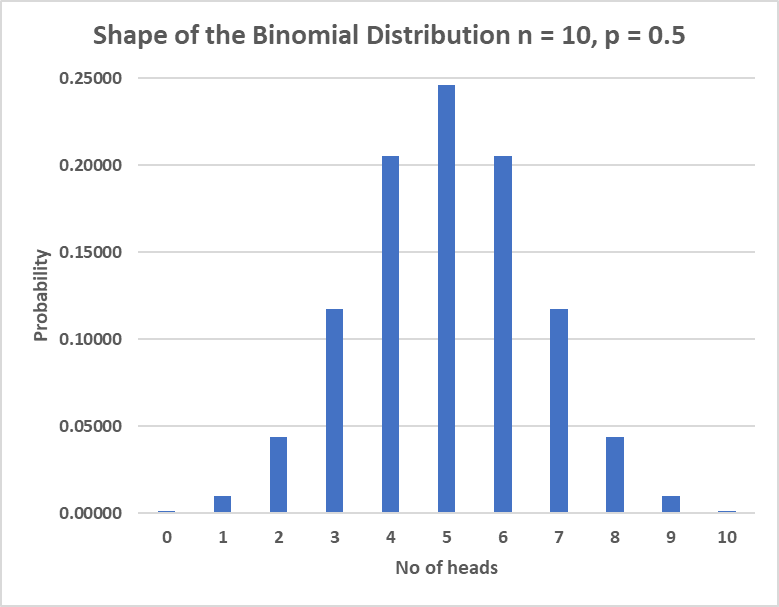 Shape of the Binomial Distribution n = 10, p = 0.5
0.25000
0.20000
0.15000
0.10000
0.05000
0.00000
Probability
0 1 2 3 4 5 6 7 8 9 10
No of heads